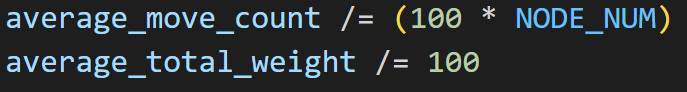 average_move_count /= (100 * NODE_NUM)
average_total_weight /= 100